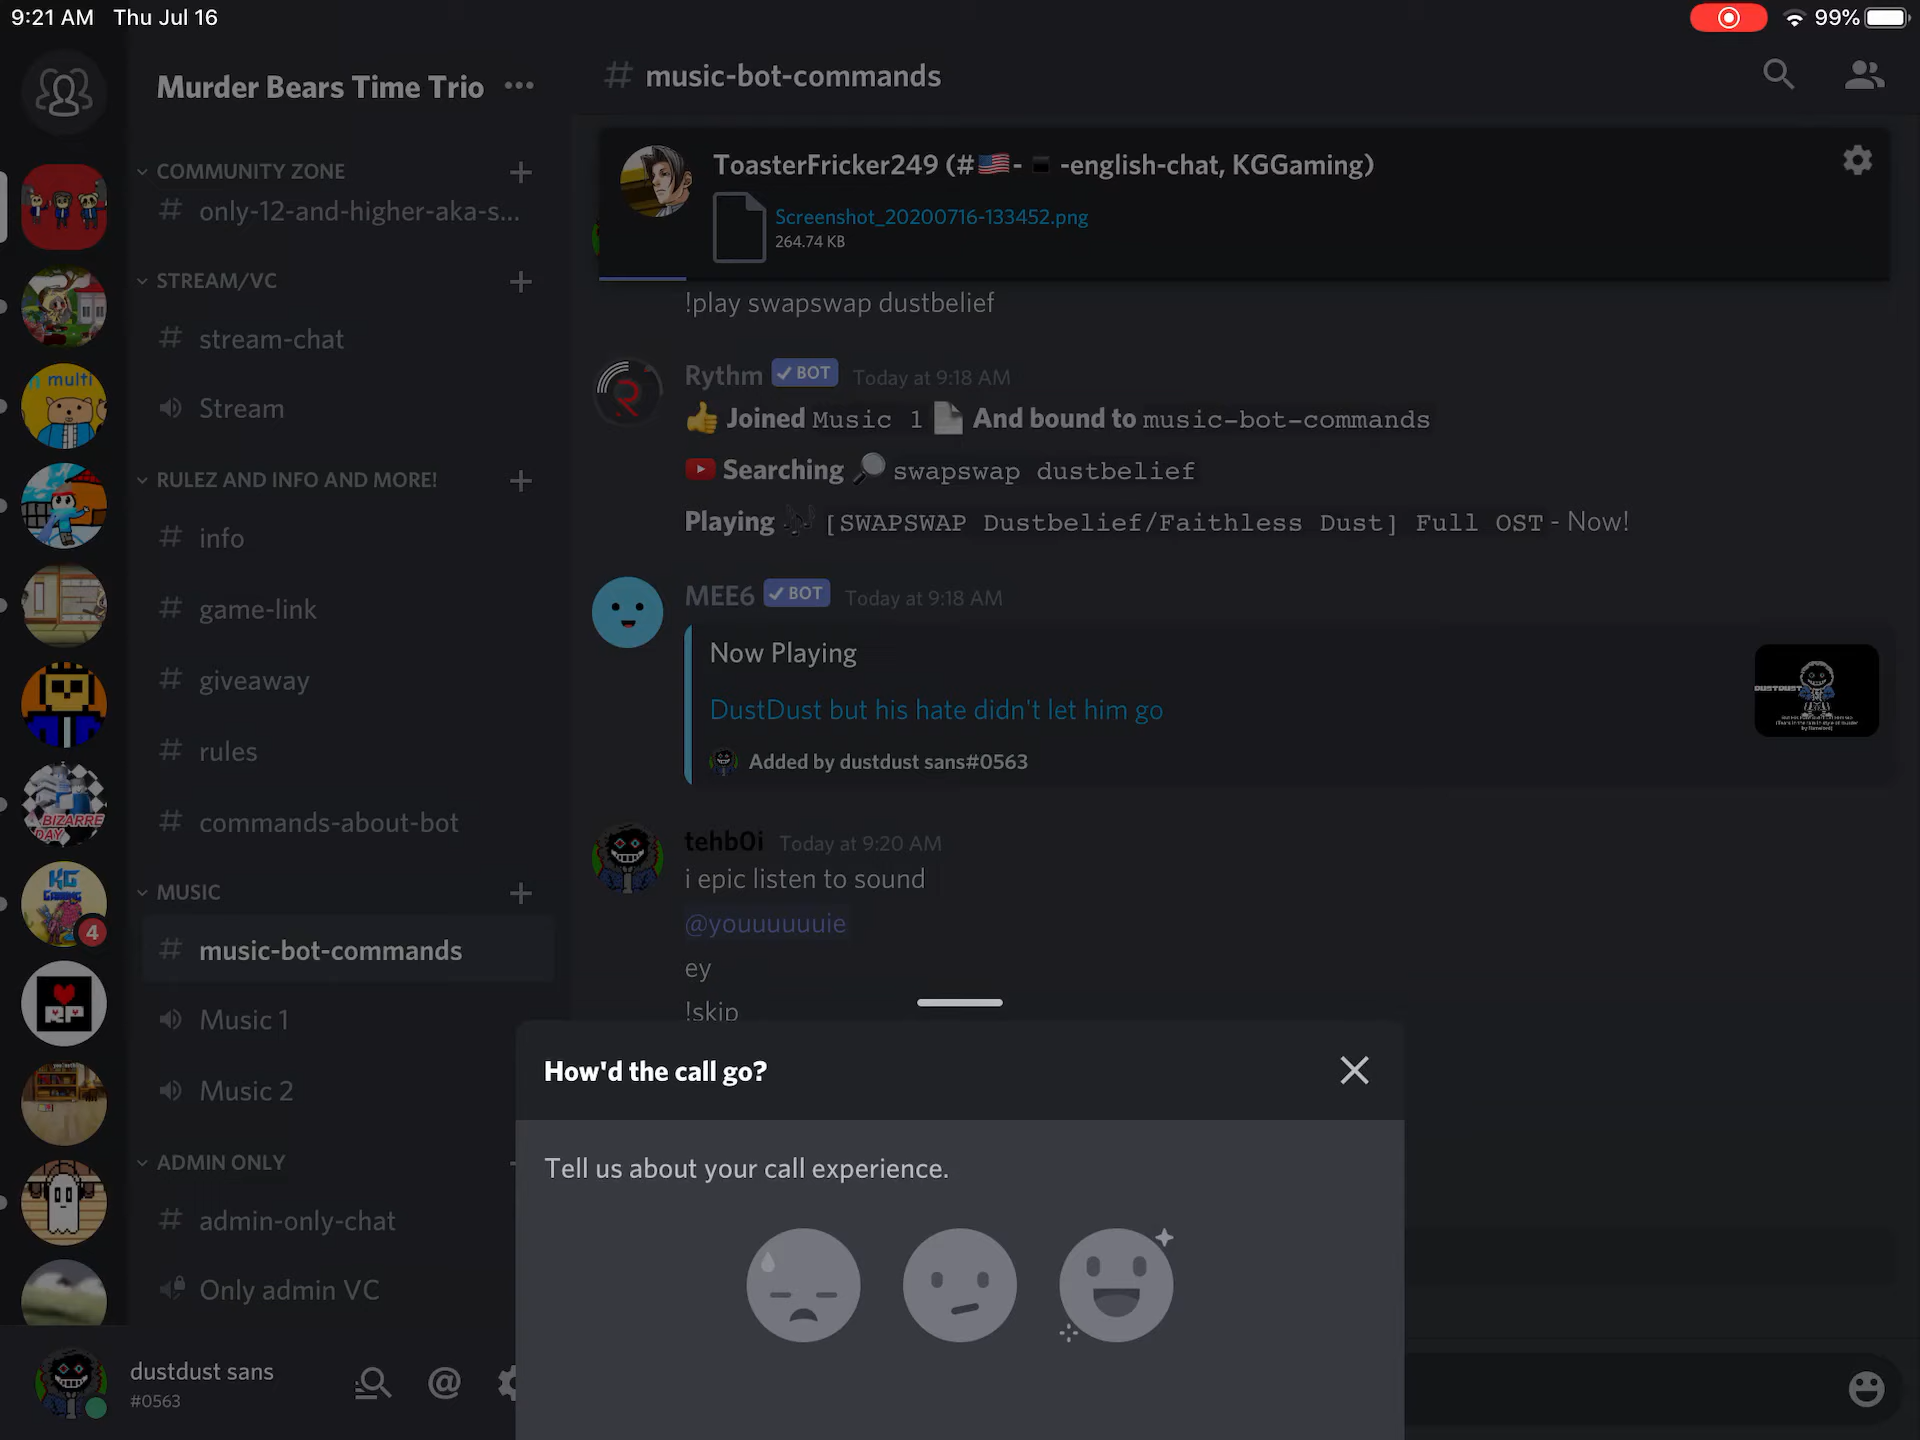 9:21 AM Thu Jul 16
99%
Murder Bears Time Trio
COMMUNITY ZONE
only-12-and-higher-aka-s...
STREAM/VC
stream-chat
Stream
RULEZ AND INFO AND MORE!
info
game-link
giveaway
rules
commands-about-bot
MUSIC
music-bot-commands
Music 1
Music 2
ADMIN ONLY
admin-only-chat
Only admin VC
dustdust sans
#0563
multi
BIZARRE
DAY
KG
GAMING
4
RP
# music-bot-commands
ToasterFricker249 (#🇺🇸-◾-english-chat, KGGaming)
Screenshot_20200716-133452.png
264.74 KB
!play swapswap dustbelief
Rythm ✓ BOT Today at 9:18 AM
👍 Joined Music 1 📄 And bound to music-bot-commands
Searching 🔎 swapswap dustbelief
Playing 🎶 [SWAPSWAP Dustbelief/Faithless Dust] Full OST - Now!
MEE6 ✓ BOT Today at 9:18 AM
Now Playing
DustDust but his hate didn't let him go
DUSTDUST
Added by dustdust sans#0563
tehb0i Today at 9:20 AM
i epic listen to sound
@youuuuuuie
ey
!skip
How'd the call go?
Tell us about your call experience.